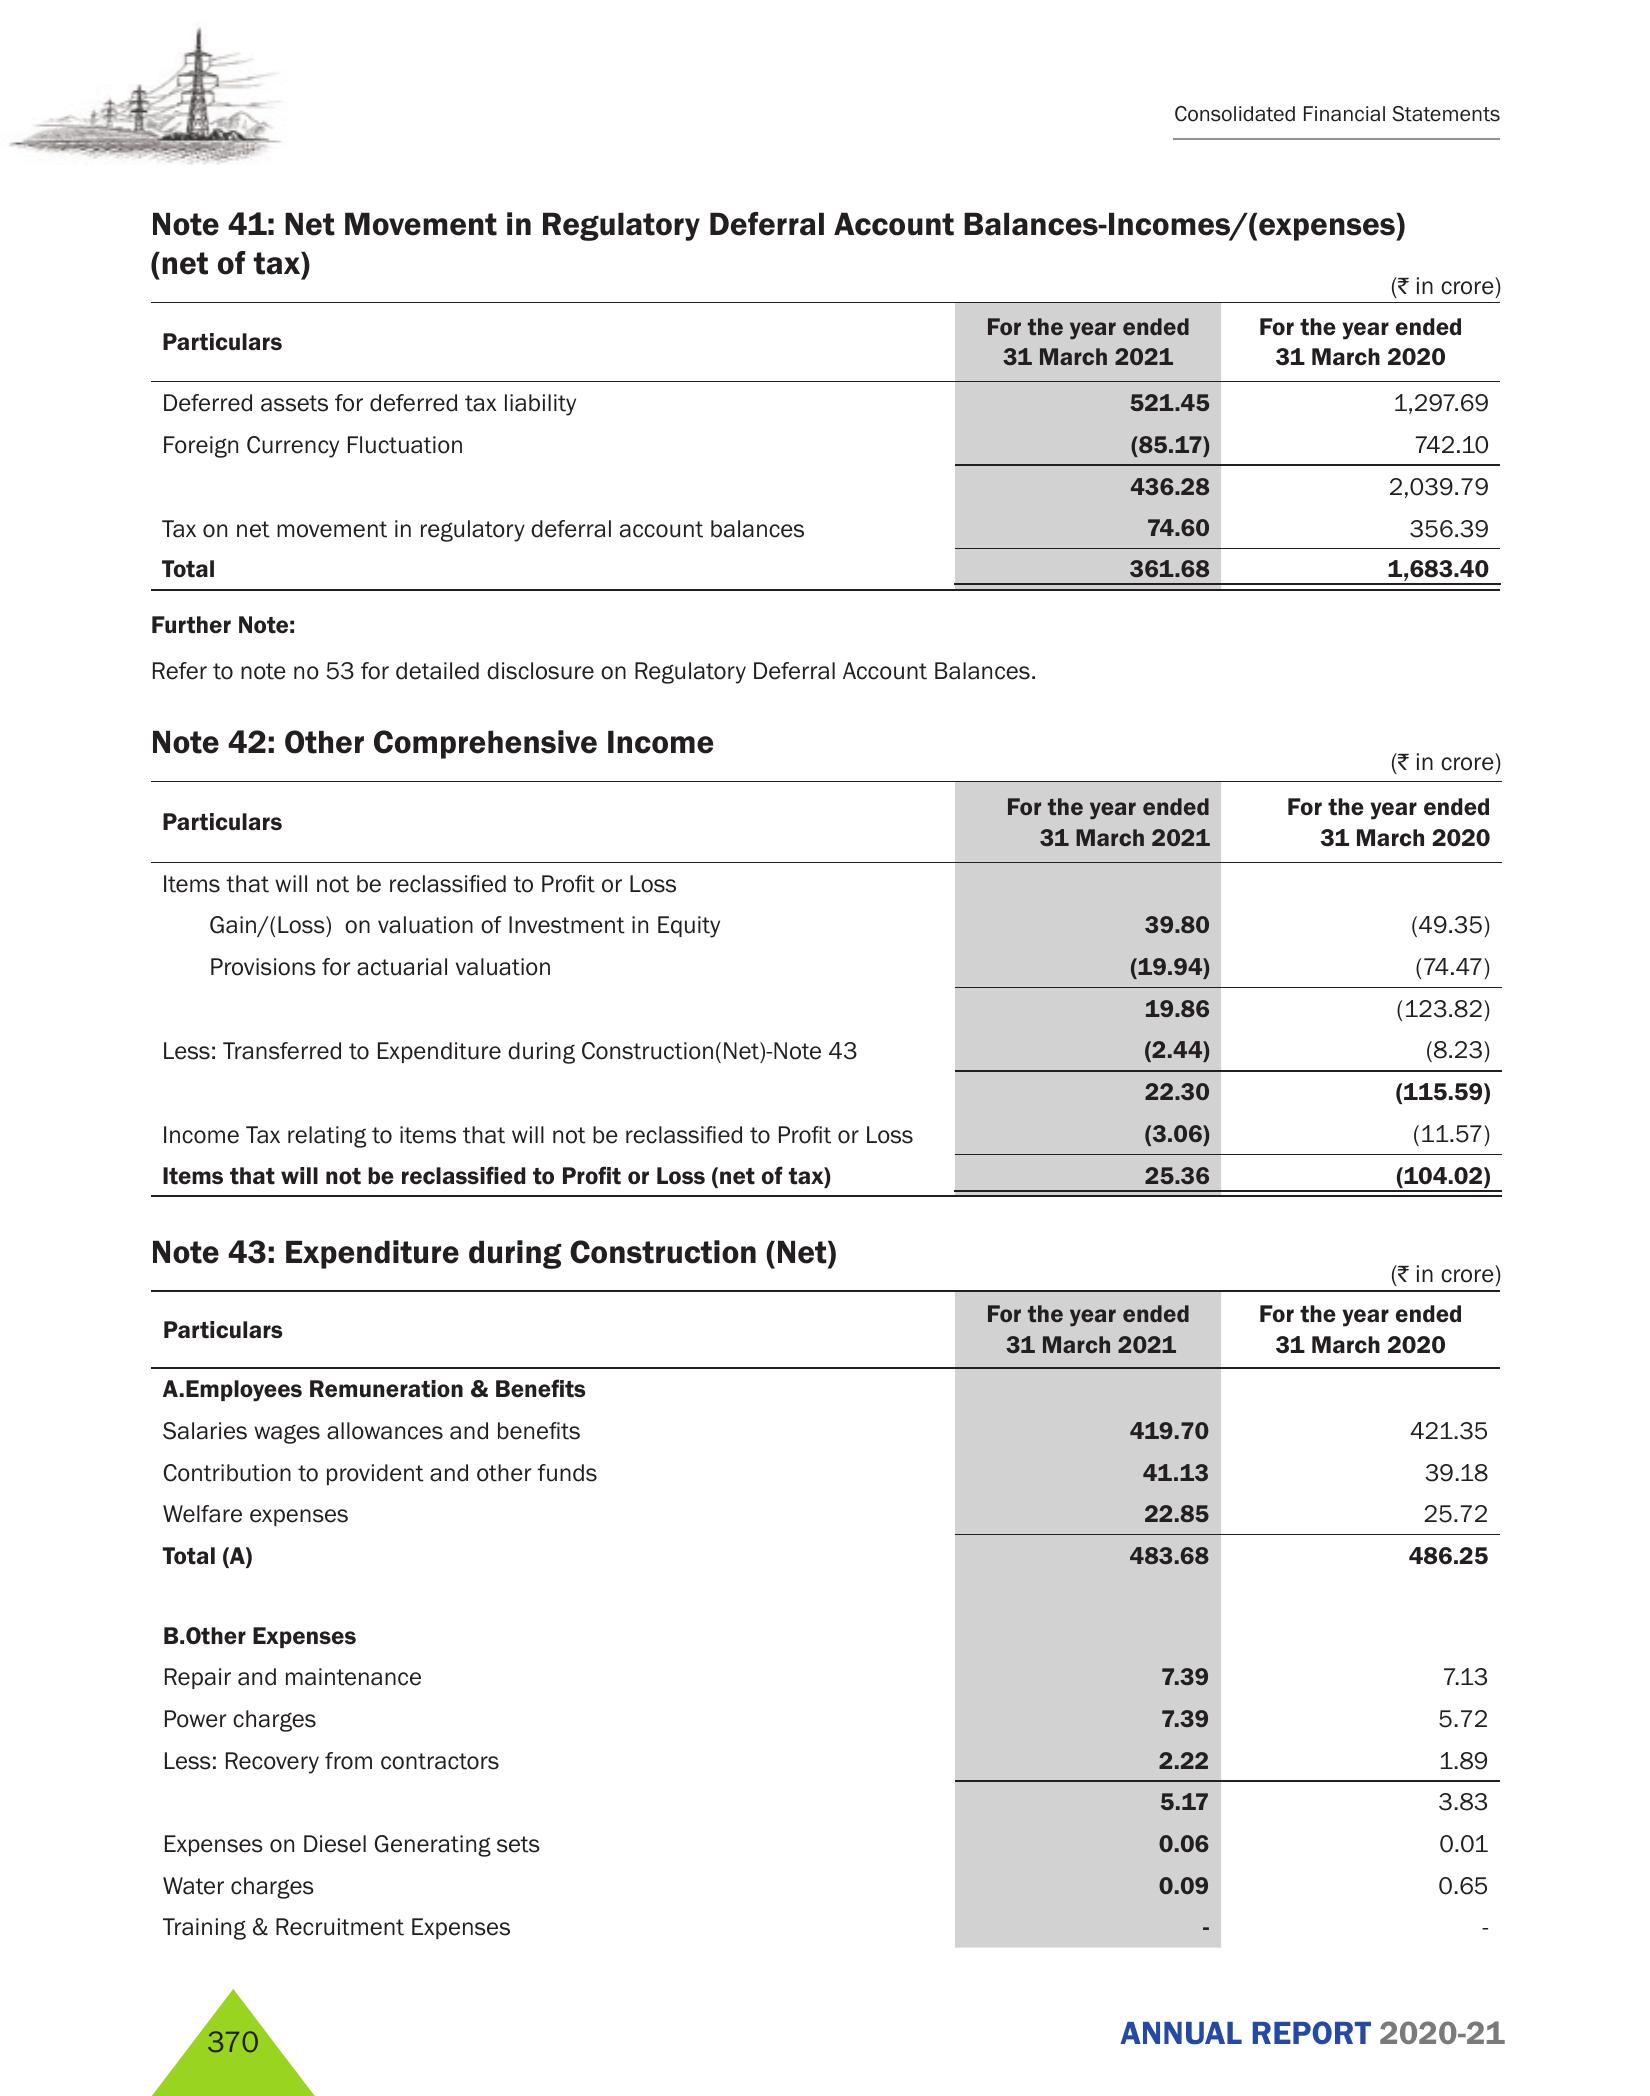 Consolidated Financial Statements
Note 41: Net Movement in Regulatory Deferral Account Balances-Incomes/(expenses)
(net of tax)
(₹ in crore)
Particulars For the year ended 31 March 2021 For the year ended 31 March 2020
Deferred assets for deferred tax liability 521.45 1,297.69
Foreign Currency Fluctuation (85.17) 742.10
436.28 2,039.79
Tax on net movement in regulatory deferral account balances 74.60 356.39
Total 361.68 1,683.40
Further Note:
Refer to note no 53 for detailed disclosure on Regulatory Deferral Account Balances.
Note 42: Other Comprehensive Income
(₹ in crore)
Particulars For the year ended 31 March 2021 For the year ended 31 March 2020
Items that will not be reclassified to Profit or Loss
Gain/(Loss) on valuation of Investment in Equity 39.80 (49.35)
Provisions for actuarial valuation (19.94) (74.47)
19.86 (123.82)
Less: Transferred to Expenditure during Construction(Net)-Note 43 (2.44) (8.23)
22.30 (115.59)
Income Tax relating to items that will not be reclassified to Profit or Loss (3.06) (11.57)
Items that will not be reclassified to Profit or Loss (net of tax) 25.36 (104.02)
Note 43: Expenditure during Construction (Net)
(₹ in crore)
Particulars For the year ended 31 March 2021 For the year ended 31 March 2020
A.Employees Remuneration & Benefits
Salaries wages allowances and benefits 419.70 421.35
Contribution to provident and other funds 41.13 39.18
Welfare expenses 22.85 25.72
Total (A) 483.68 486.25
B.Other Expenses
Repair and maintenance 7.39 7.13
Power charges 7.39 5.72
Less: Recovery from contractors 2.22 1.89
5.17 3.83
Expenses on Diesel Generating sets 0.06 0.01
Water charges 0.09 0.65
Training & Recruitment Expenses - -
370
ANNUAL REPORT 2020-21